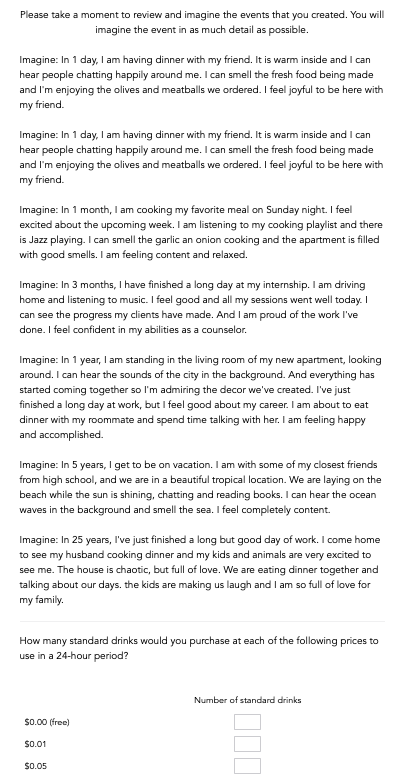 Please take a moment to review and imagine the events that you created. You will
imagine the event in as much detail as possible.
Imagine: In 1 day, I am having dinner with my friend. It is warm inside and I can
hear people chatting happily around me. I can smell the fresh food being made
and I'm enjoying the olives and meatballs we ordered. I feel joyful to be here with
my friend.
Imagine: In 1 day, I am having dinner with my friend. It is warm inside and I can
hear people chatting happily around me. I can smell the fresh food being made
and I'm enjoying the olives and meatballs we ordered. I feel joyful to be here with
my friend.
Imagine: In 1 month, I am cooking my favorite meal on Sunday night. I feel
excited about the upcoming week. I am listening to my cooking playlist and there
is Jazz playing. I can smell the garlic an onion cooking and the apartment is filled
with good smells. I am feeling content and relaxed.
Imagine: In 3 months, I have finished a long day at my internship. I am driving
home and listening to music. I feel good and all my sessions went well today. I
can see the progress my clients have made. And I am proud of the work I've
done. I feel confident in my abilities as a counselor.
Imagine: In 1 year, I am standing in the living room of my new apartment, looking
around. I can hear the sounds of the city in the background. And everything has
started coming together so I'm admiring the decor we've created. I've just
finished a long day at work, but I feel good about my career. I am about to eat
dinner with my roommate and spend time talking with her. I am feeling happy
and accomplished.
Imagine: In 5 years, I get to be on vacation. I am with some of my closest friends
from high school, and we are in a beautiful tropical location. We are laying on the
beach while the sun is shining, chatting and reading books. I can hear the ocean
waves in the background and smell the sea. I feel completely content.
Imagine: In 25 years, I've just finished a long but good day of work. I come home
to see my husband cooking dinner and my kids and animals are very excited to
see me. The house is chaotic, but full of love. We are eating dinner together and
talking about our days. the kids are making us laugh and I am so full of love for
my family.
How many standard drinks would you purchase at each of the following prices to
use in a 24-hour period?
Number of standard drinks
$0.00 (free)
$0.01
$0.05